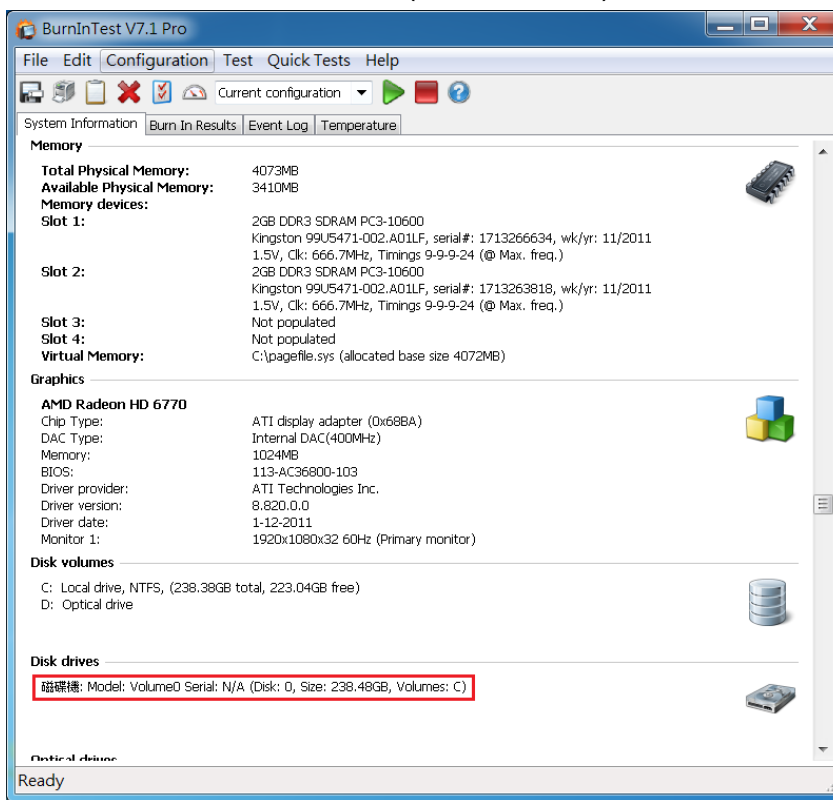 BurnInTest V7.1 Pro
File Edit Configuration Test Quick Tests Help
Current configuration
System Information Burn In Results Event Log Temperature
Memory
Total Physical Memory: 4073MB
Available Physical Memory: 3410MB
Memory devices:
Slot 1: 2GB DDR3 SDRAM PC3-10600
Kingston 99U5471-002.A01LF, serial#: 1713266634, wk/yr: 11/2011
1.5V, Clk: 666.7MHz, Timings 9-9-9-24 (@ Max. freq.)
Slot 2: 2GB DDR3 SDRAM PC3-10600
Kingston 99U5471-002.A01LF, serial#: 1713263818, wk/yr: 11/2011
1.5V, Clk: 666.7MHz, Timings 9-9-9-24 (@ Max. freq.)
Slot 3: Not populated
Slot 4: Not populated
Virtual Memory: C:\pagefile.sys (allocated base size 4072MB)
Graphics
AMD Radeon HD 6770
Chip Type: ATI display adapter (0x68BA)
DAC Type: Internal DAC(400MHz)
Memory: 1024MB
BIOS: 113-AC36800-103
Driver provider: ATI Technologies Inc.
Driver version: 8.820.0.0
Driver date: 1-12-2011
Monitor 1: 1920x1080x32 60Hz (Primary monitor)
Disk volumes
C: Local drive, NTFS, (238.38GB total, 223.04GB free)
D: Optical drive
Disk drives
磁碟機: Model: Volume0 Serial: N/A (Disk: 0, Size: 238.48GB, Volumes: C)
Optical drives
Ready